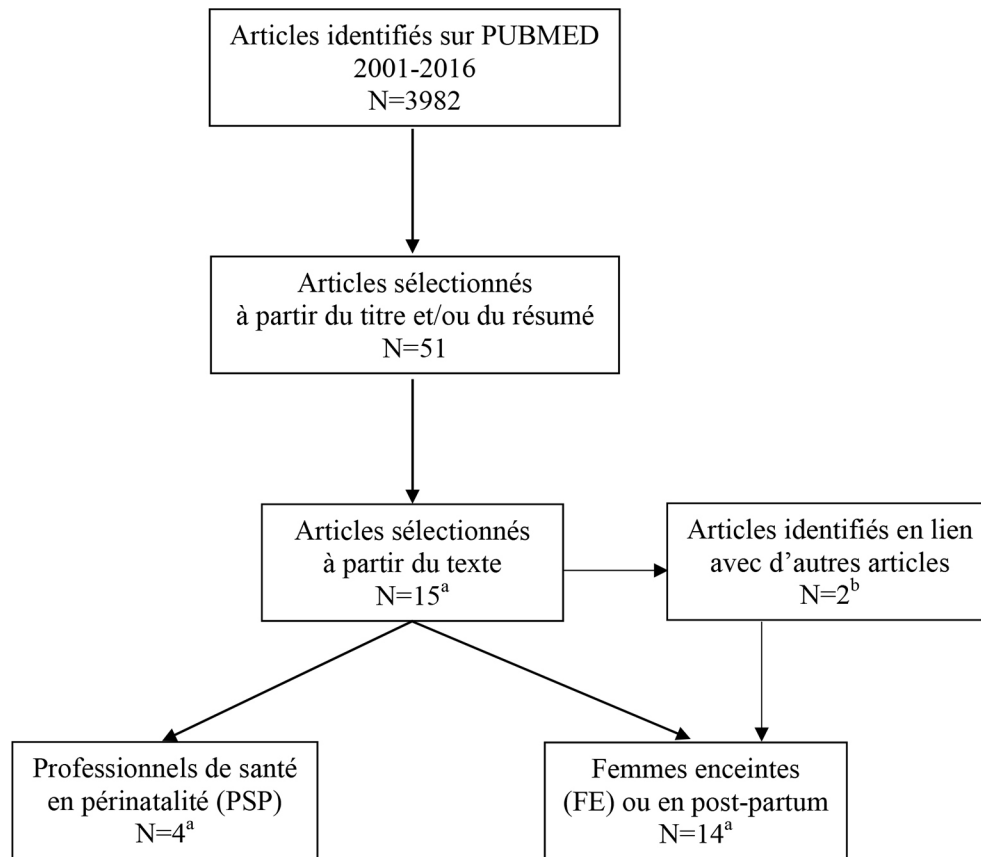 Articles identifiés sur PUBMED
2001-2016
N=3982
Articles sélectionnés
à partir du titre et/ou du résumé
N=51
Articles sélectionnés
à partir du texte
N=15ᵃ
Articles identifiés en lien
avec d’autres articles
N=2ᵇ
Professionnels de santé
en périnatalité (PSP)
N=4ᵃ
Femmes enceintes
(FE) ou en post-partum
N=14ᵃ